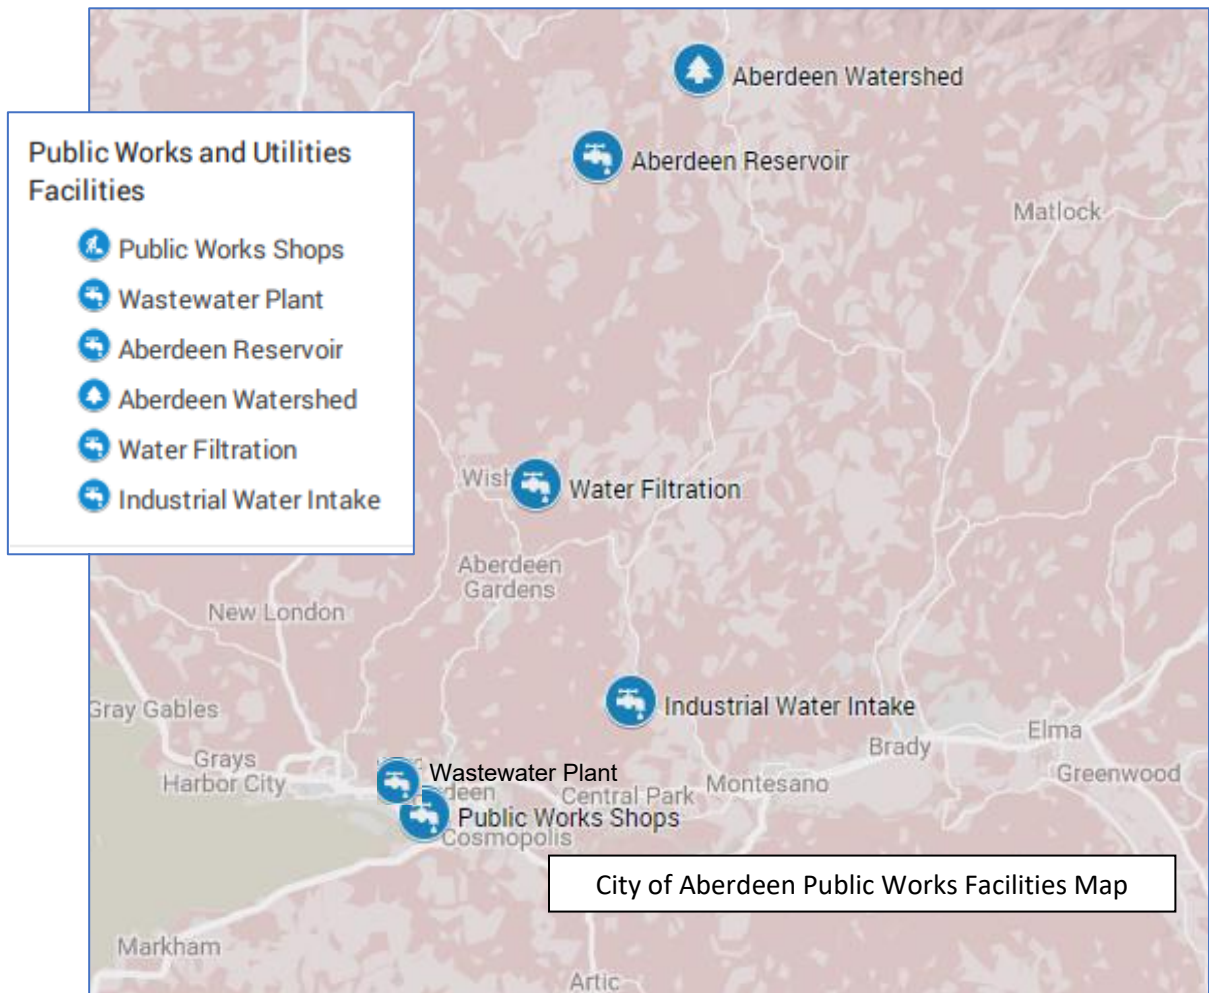 Aberdeen Watershed
Public Works and Utilities
Facilities
Public Works Shops
Wastewater Plant
Aberdeen Reservoir
Aberdeen Watershed
Water Filtration
Industrial Water Intake
Aberdeen Reservoir
Matlock
Water Filtration
Aberdeen
Gardens
New London
Gray Gables
Industrial Water Intake
Elma
Brady
Grays
Harbor City
Wastewater Plant
Greenwood
Montesano
Central Park
Public Works Shops
Cosmopolis
City of Aberdeen Public Works Facilities Map
Markham
Artic